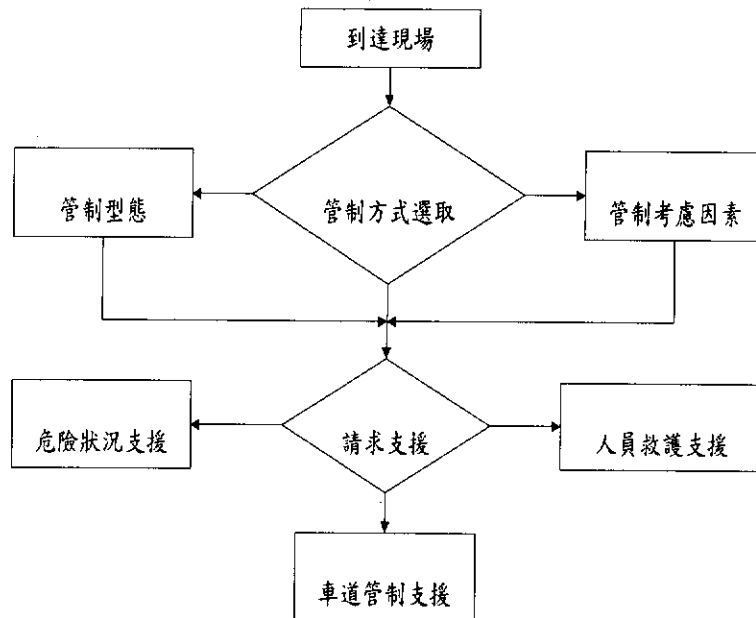 到達現場
管制型態
管制方式選取
管制考慮因素
危險狀況支援
請求支援
人員救護支援
車道管制支援